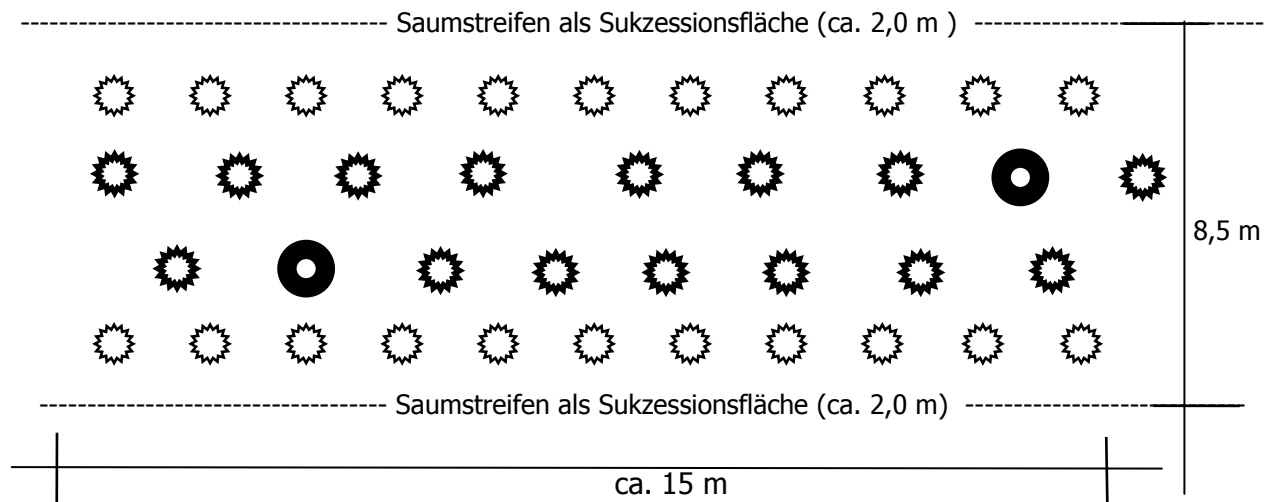 Saumstreifen als Sukzessionsfläche (ca. 2,0 m )
8,5 m
Saumstreifen als Sukzessionsfläche (ca. 2,0 m)
ca. 15 m